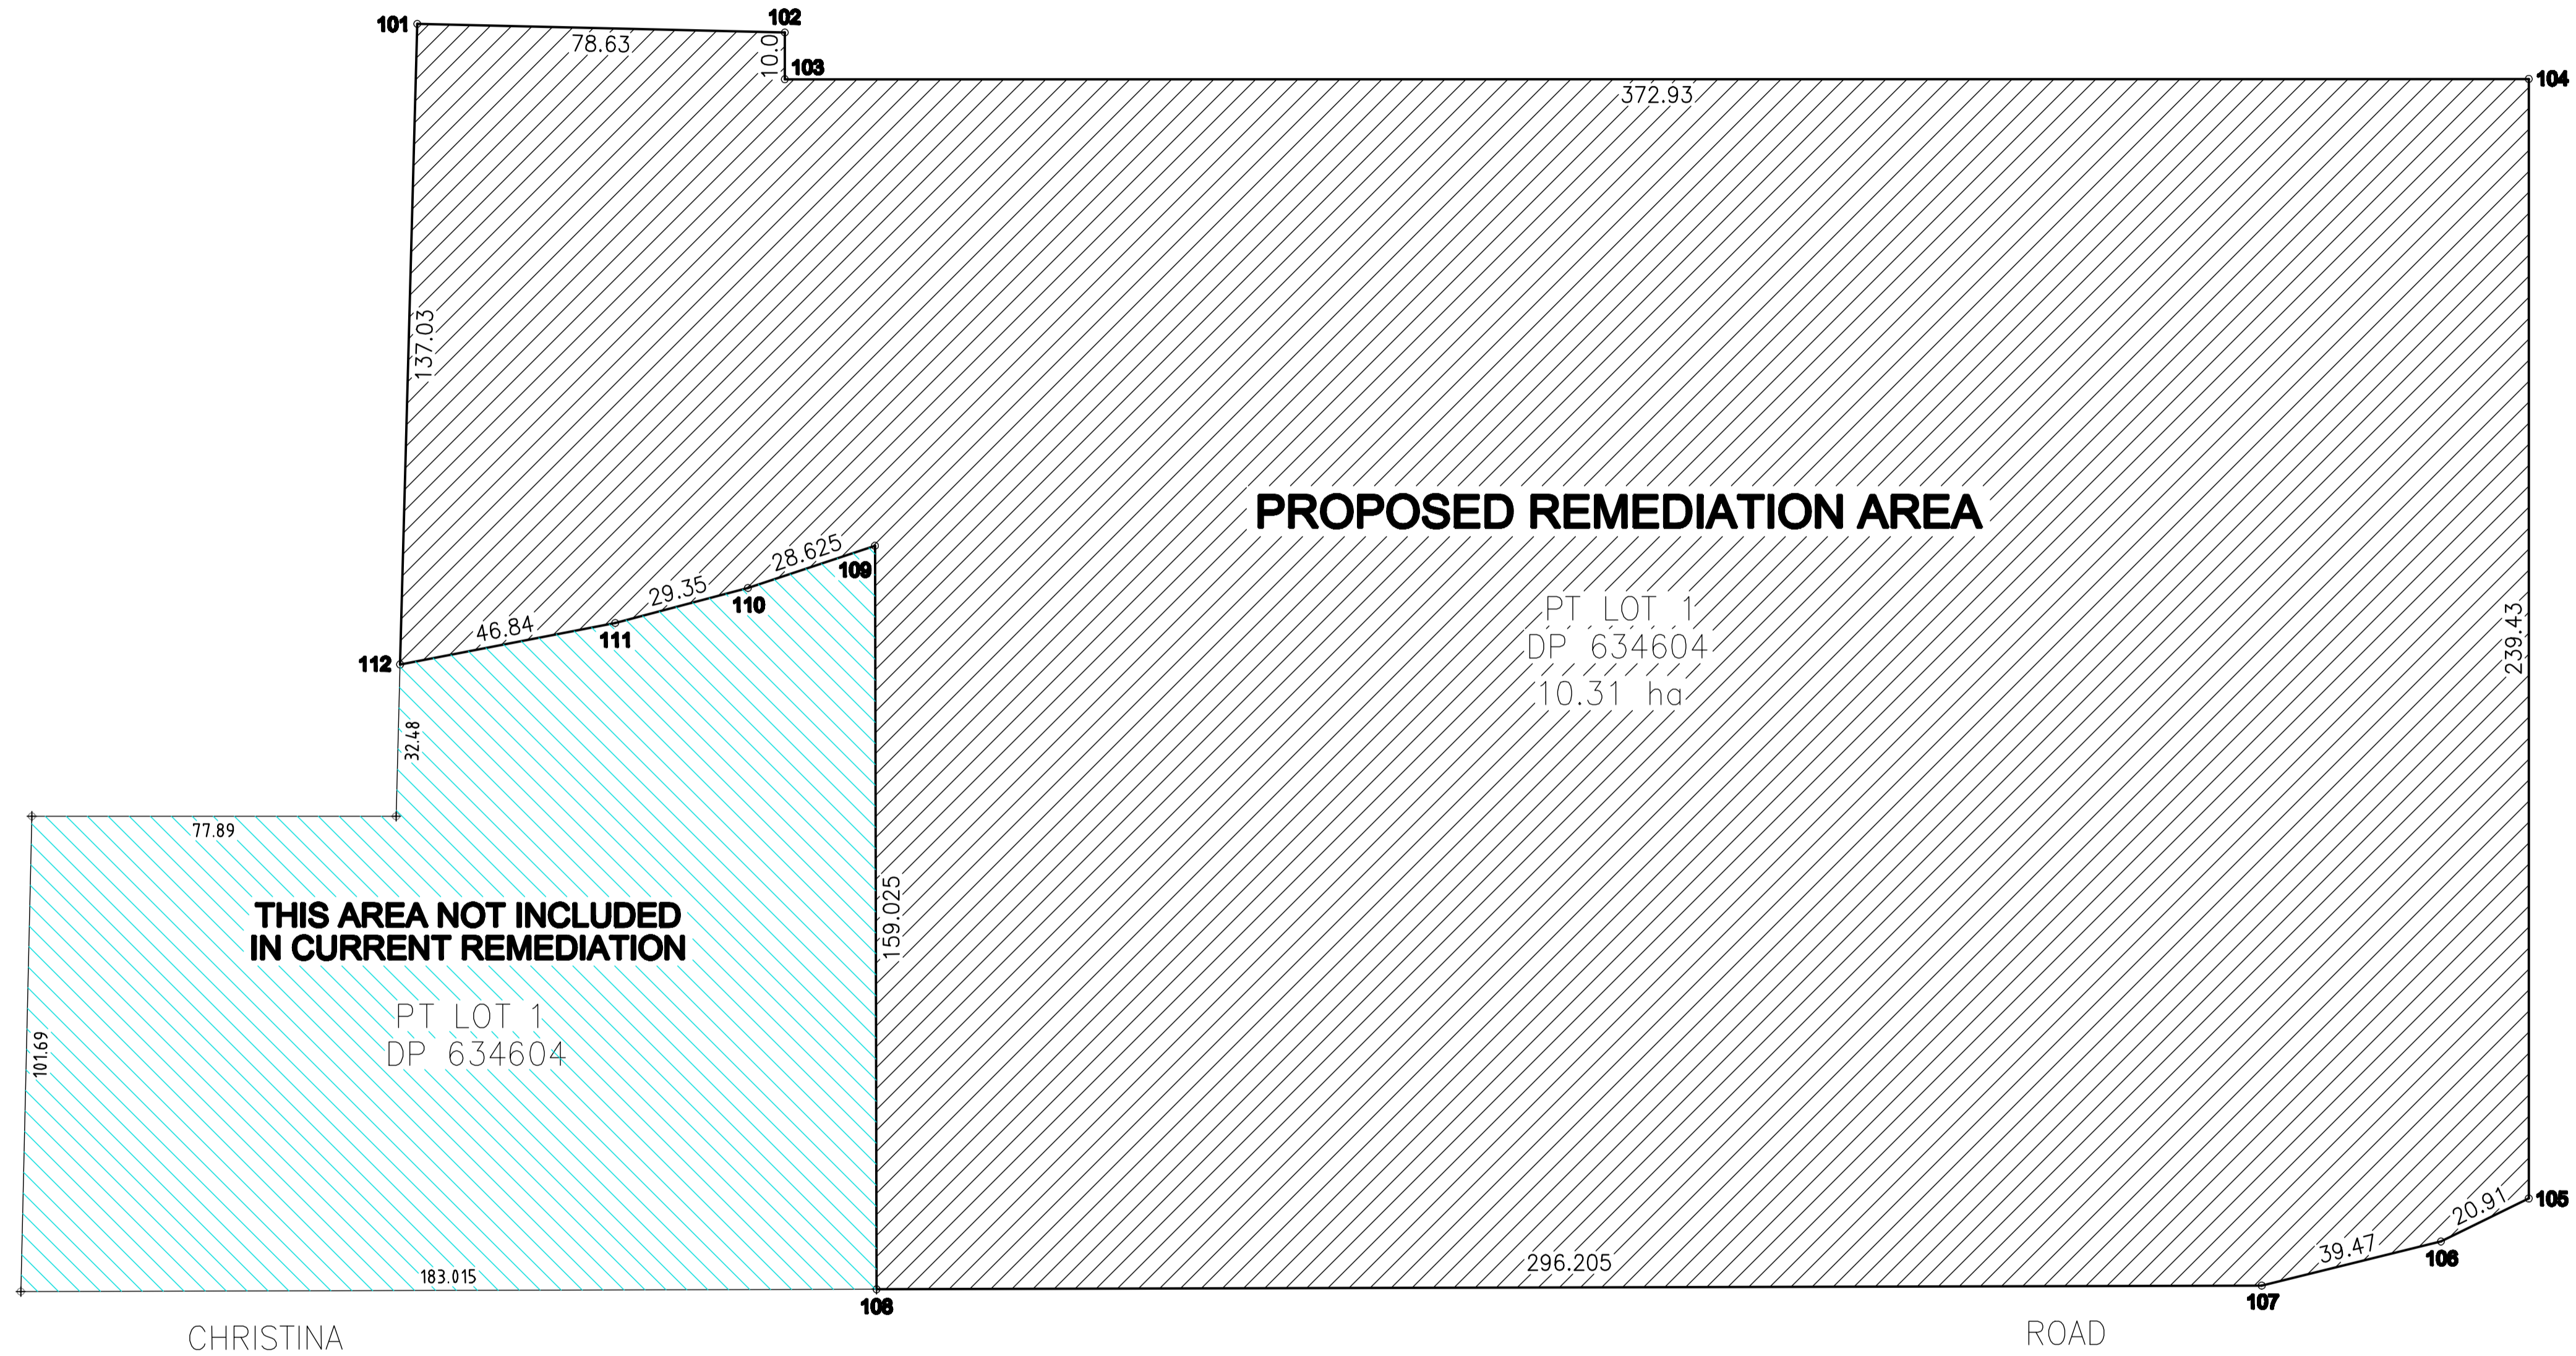 101
102
78.63
10.0
103
104
372.93
137.03
PROPOSED REMEDIATION AREA
28.625
109
29.35
110
46.84
111
112
PT LOT 1
DP 634604
10.31 ha
239.43
32.48
77.89
159.025
THIS AREA NOT INCLUDED
IN CURRENT REMEDIATION
PT LOT 1
DP 634604
101.69
105
20.91
106
39.47
296.205
183.015
107
108
CHRISTINA
ROAD